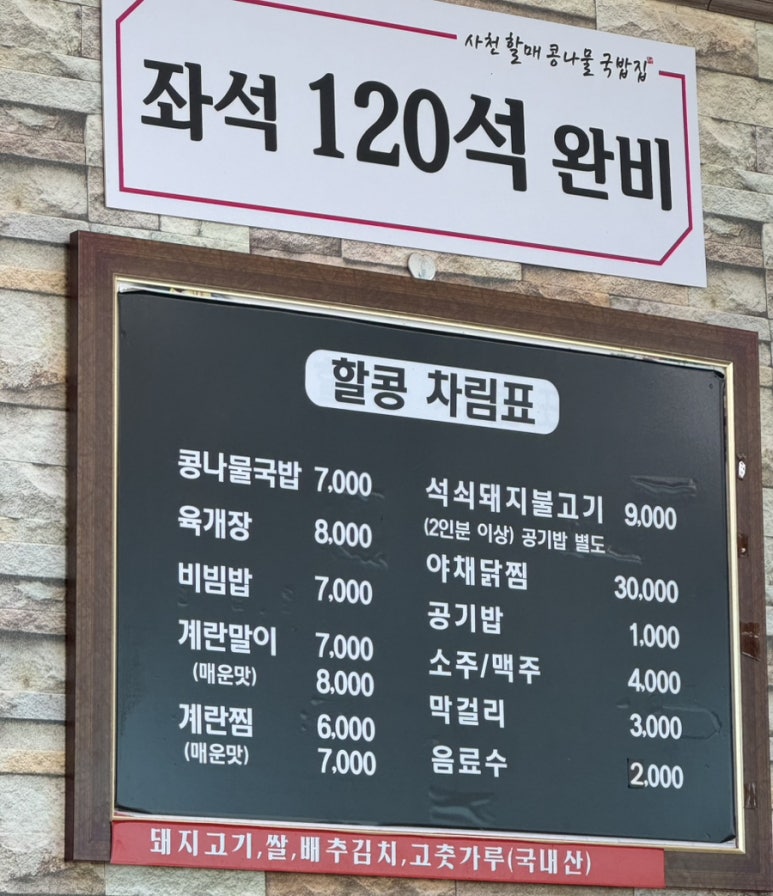 사천 할매 콩나물 국밥집
좌석 120석 완비
할콩 차림표
콩나물국밥 7,000
육개장 8,000
비빔밥 7,000
계란말이 7,000
(매운맛) 8,000
계란찜 6,000
(매운맛) 7,000
석쇠돼지불고기 9,000
(2인분 이상) 공기밥 별도
야채닭찜 30,000
공기밥 1,000
소주/맥주 4,000
막걸리 3,000
음료수 2,000
돼지고기,쌀,배추김치,고춧가루(국내산)